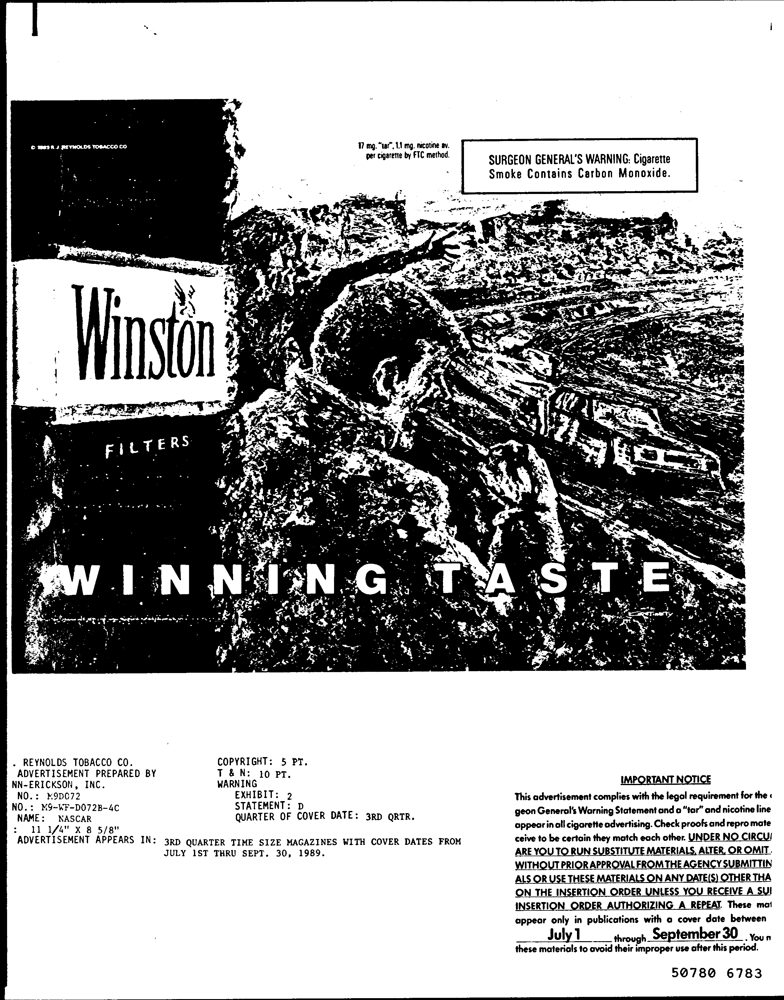 © 1989 R J REYNOLDS TOBACCO CO
17 mg. "tar", 1.1 mg. nicotine av.
per cigarette by FTC method.
SURGEON GENERAL'S WARNING: Cigarette
Smoke Contains Carbon Monoxide.
Winston
FILTERS
WINNING TASTE
. REYNOLDS TOBACCO CO.
ADVERTISEMENT PREPARED BY
NN-ERICKSON, INC.
NO.: M9D072
NO.: M9-WF-D072B-4C
NAME: NASCAR
: 11 1/4" X 8 5/8"
ADVERTISEMENT APPEARS IN: 3RD QUARTER TIME SIZE MAGAZINES WITH COVER DATES FROM
JULY 1ST THRU SEPT. 30, 1989.
COPYRIGHT: 5 PT.
T & N: 10 PT.
WARNING
EXHIBIT: 2
STATEMENT: D
QUARTER OF COVER DATE: 3RD QRTR.
IMPORTANT NOTICE
This advertisement complies with the legal requirement for the
geon General's Warning Statement and a "tar" and nicotine line
appear in all cigarette advertising. Check proofs and repro mate
ceive to be certain they match each other. UNDER NO CIRCU
ARE YOU TO RUN SUBSTITUTE MATERIALS, ALTER, OR OMIT
WITHOUT PRIOR APPROVAL FROM THE AGENCY SUBMITTIN
ALS OR USE THESE MATERIALS ON ANY DATE(S) OTHER THA
ON THE INSERTION ORDER UNLESS YOU RECEIVE A SU
INSERTION ORDER AUTHORIZING A REPEAT. These mat
appear only in publications with a cover date between
July 1 through September 30 . You m
these materials to avoid their improper use after this period.
50780 6783